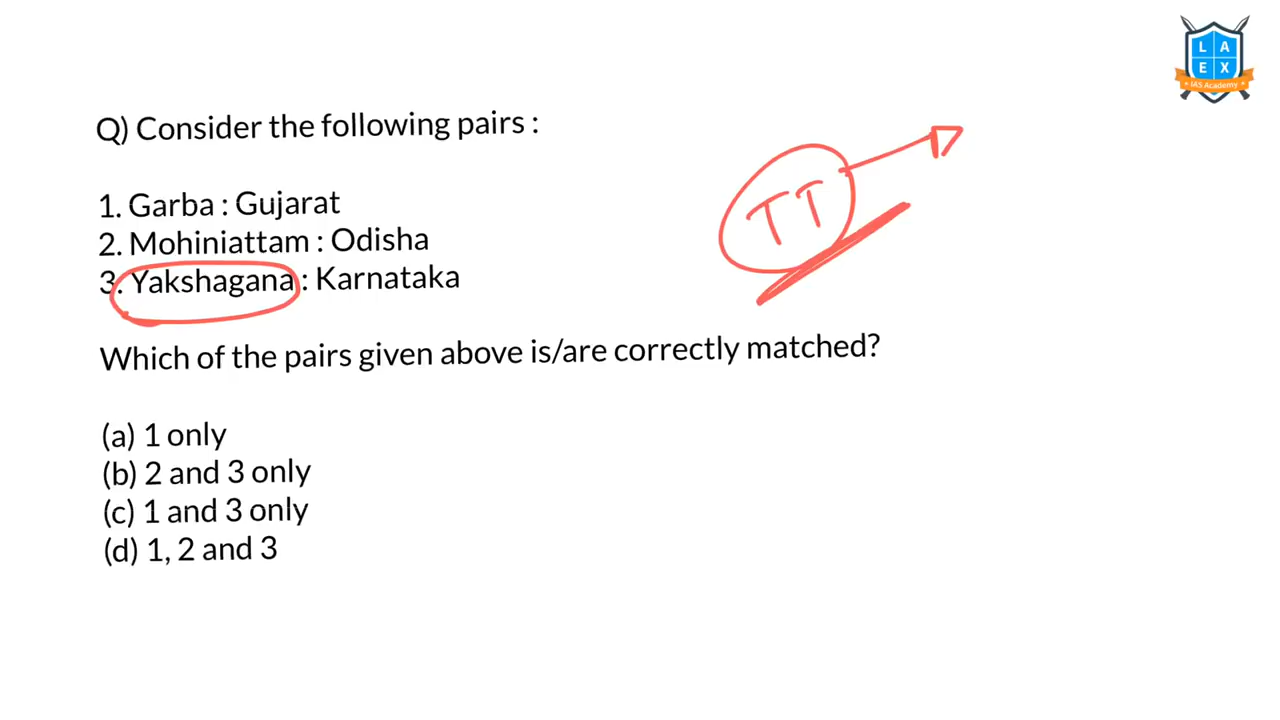 L A
E X
IAS Academy
Q) Consider the following pairs :
TT
1. Garba : Gujarat
2. Mohiniattam : Odisha
3. Yakshagana : Karnataka
Which of the pairs given above is/are correctly matched?
(a) 1 only
(b) 2 and 3 only
(c) 1 and 3 only
(d) 1, 2 and 3